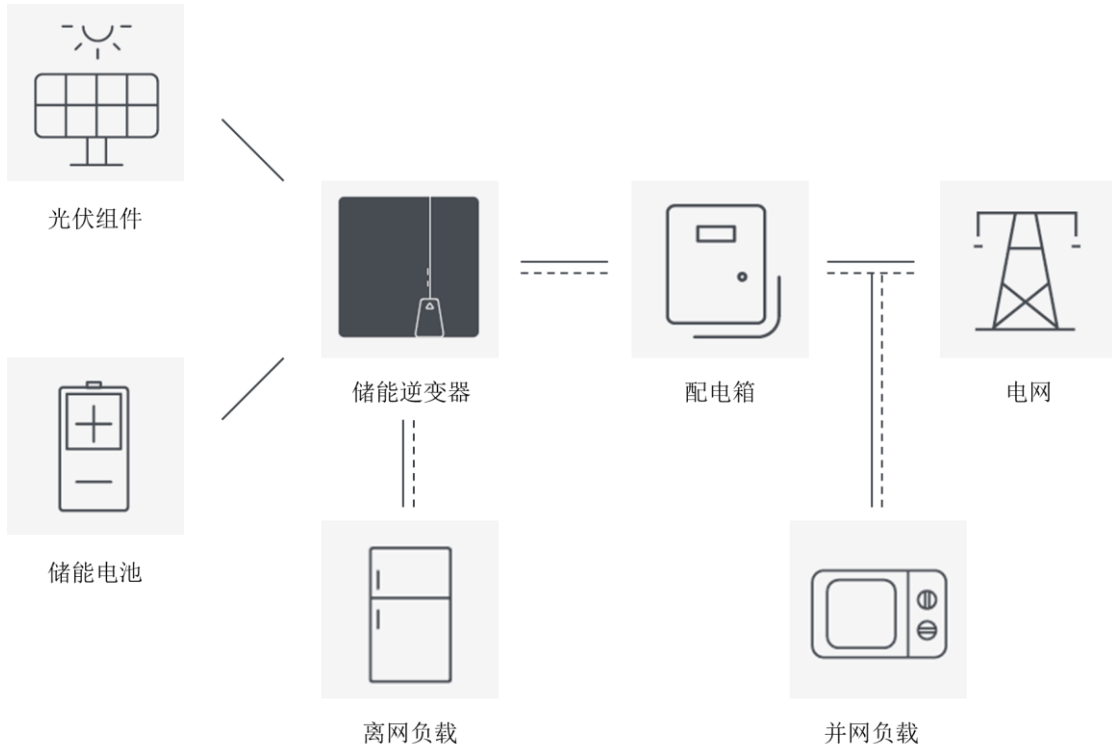 光伏组件
储能逆变器
配电箱
电网
储能电池
离网负载
并网负载